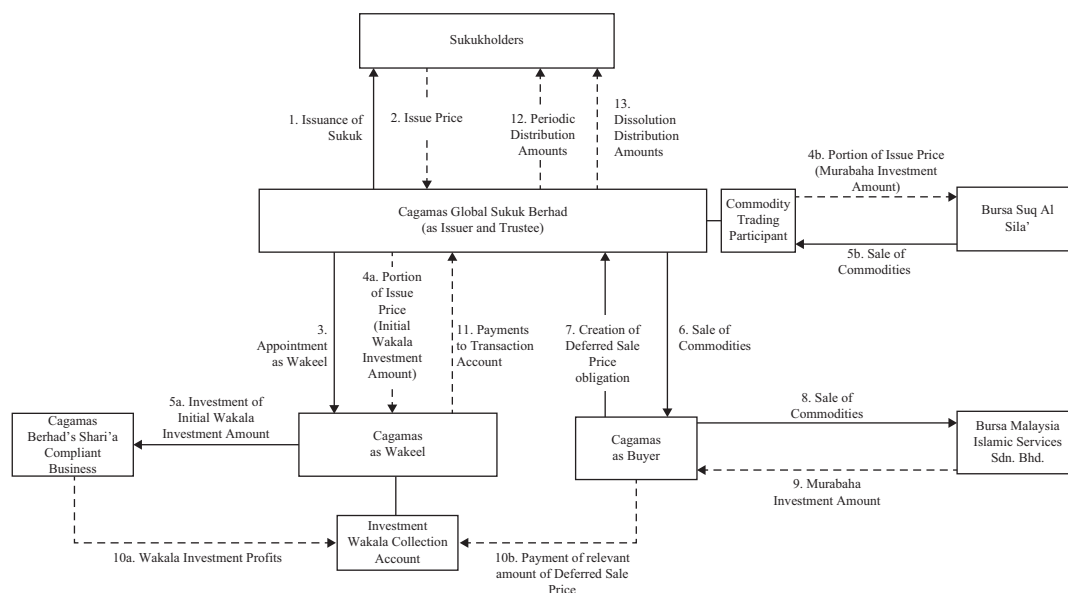 Sukukholders
1. Issuance of
Sukuk
2. Issue Price
12. Periodic
Distribution
Amounts
13.
Dissolution
Distribution
Amounts
4b. Portion of Issue Price
(Murabaha Investment
Amount)
Cagamas Global Sukuk Berhad
(as Issuer and Trustee)
Commodity
Trading
Participant
Bursa Suq Al
Sila’
5b. Sale of
Commodities
3.
Appointment
as Wakeel
4a. Portion
of Issue
Price
(Initial
Wakala
Investment
Amount)
11. Payments
to Transaction
Account
7. Creation of
Deferred Sale
Price
obligation
6. Sale of
Commodities
5a. Investment of
Initial Wakala
Investment Amount
8. Sale of
Commodities
Cagamas
Berhad’s Shari’a
Compliant
Business
Cagamas
as Wakeel
Cagamas
as Buyer
Bursa Malaysia
Islamic Services
Sdn. Bhd.
9. Murabaha
Investment Amount
Investment
Wakala Collection
Account
10a. Wakala Investment Profits
10b. Payment of relevant
amount of Deferred Sale
Price